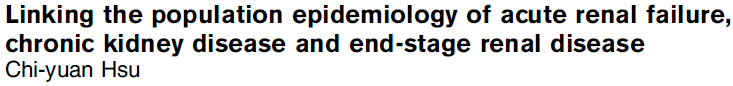 Linking the population epidemiology of acute renal failure,
chronic kidney disease and end-stage renal disease
Chi-yuan Hsu